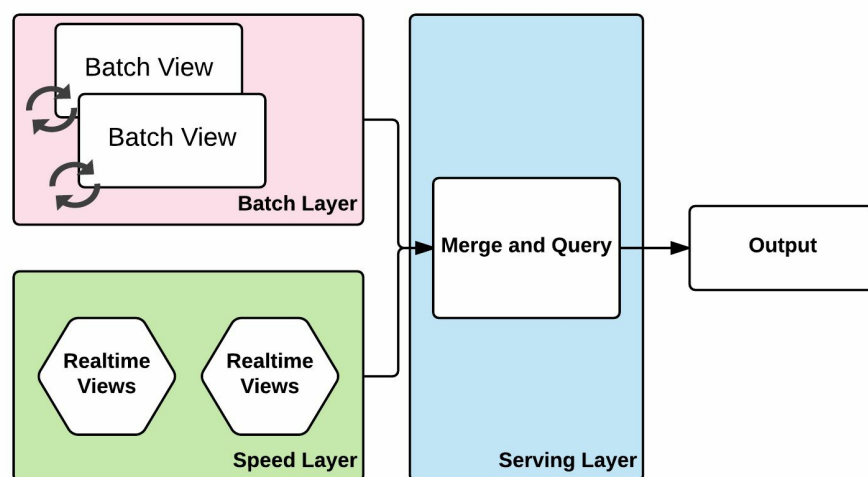 Batch View
Batch View
Batch Layer
Realtime
Views
Realtime
Views
Speed Layer
Merge and Query
Serving Layer
Output